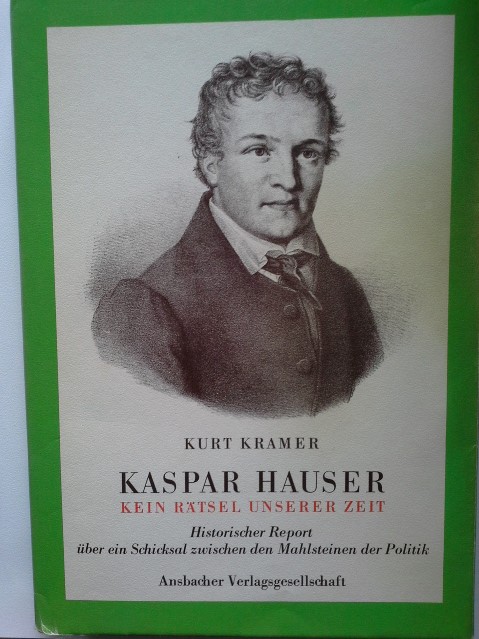 KURT KRAMER
KASPAR HAUSER
KEIN RÄTSEL UNSERER ZEIT
Historischer Report
über ein Schicksal zwischen den Mahlsteinen der Politik
Ansbacher Verlagsgesellschaft